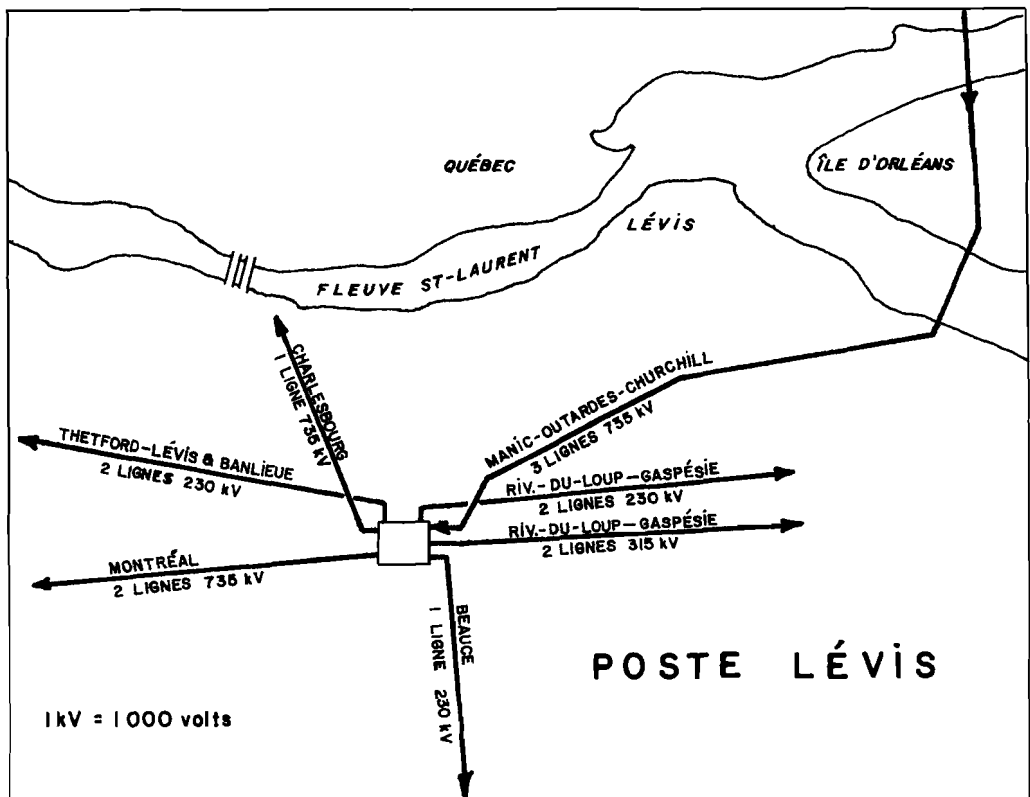 QUÉBEC
ÎLE D'ORLÉANS
LÉVIS
FLEUVE ST-LAURENT
CHARLESBOURG
1 LIGNE 735 kV
MANIC-OUTARDES-CHURCHILL
3 LIGNES 735 kV
THETFORD-LÉVIS & BANLIEUE
2 LIGNES 230 kV
RIV.-DU-LOUP-GASPÉSIE
2 LIGNES 230 kV
RIV.-DU-LOUP-GASPÉSIE
2 LIGNES 315 kV
MONTRÉAL
2 LIGNES 735 kV
BEAUCE
1 LIGNE 230 kV
POSTE LÉVIS
1 kV = 1 000 volts